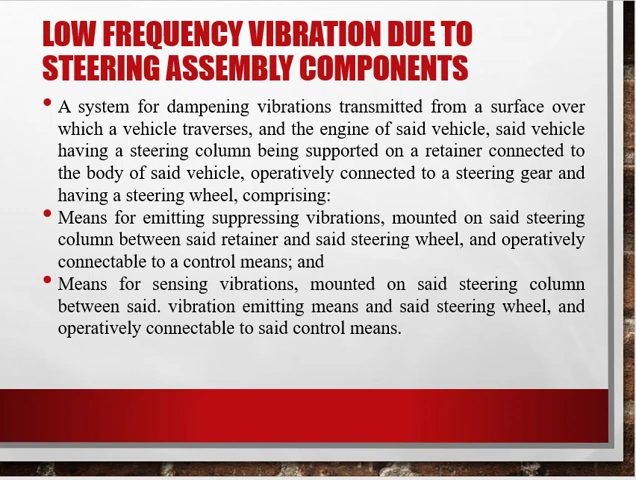 LOW FREQUENCY VIBRATION DUE TO
STEERING ASSEMBLY COMPONENTS
• A system for dampening vibrations transmitted from a surface over
which a vehicle traverses, and the engine of said vehicle, said vehicle
having a steering column being supported on a retainer connected to
the body of said vehicle, operatively connected to a steering gear and
having a steering wheel, comprising:
• Means for emitting suppressing vibrations, mounted on said steering
column between said retainer and said steering wheel, and operatively
connectable to a control means; and
• Means for sensing vibrations, mounted on said steering column
between said. vibration emitting means and said steering wheel, and
operatively connectable to said control means.